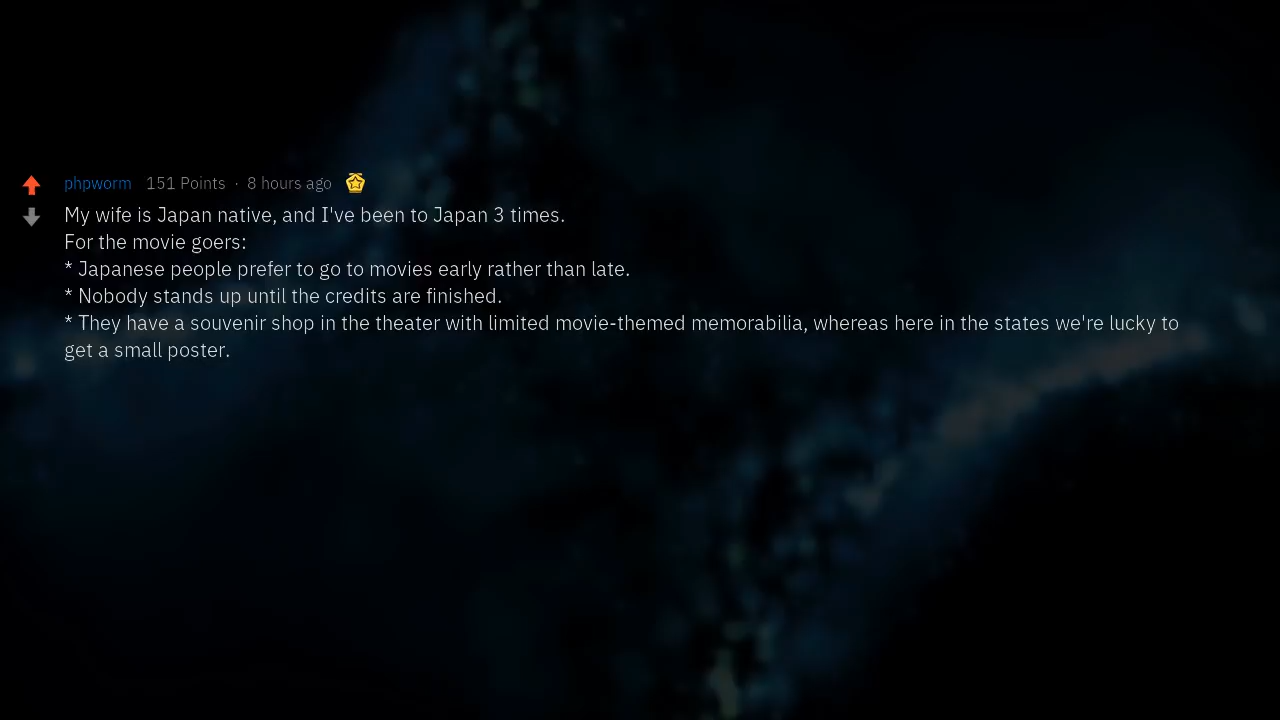 phpworm 151 Points · 8 hours ago
My wife is Japan native, and I've been to Japan 3 times.
For the movie goers:
* Japanese people prefer to go to movies early rather than late.
* Nobody stands up until the credits are finished.
* They have a souvenir shop in the theater with limited movie-themed memorabilia, whereas here in the states we're lucky to
get a small poster.